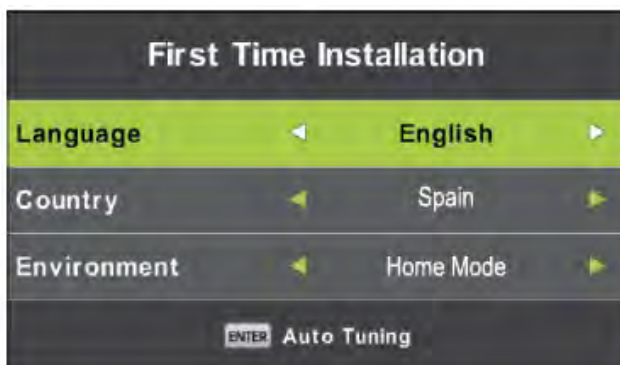 First Time Installation
Language English
Country Spain
Environment Home Mode
ENTER Auto Tuning